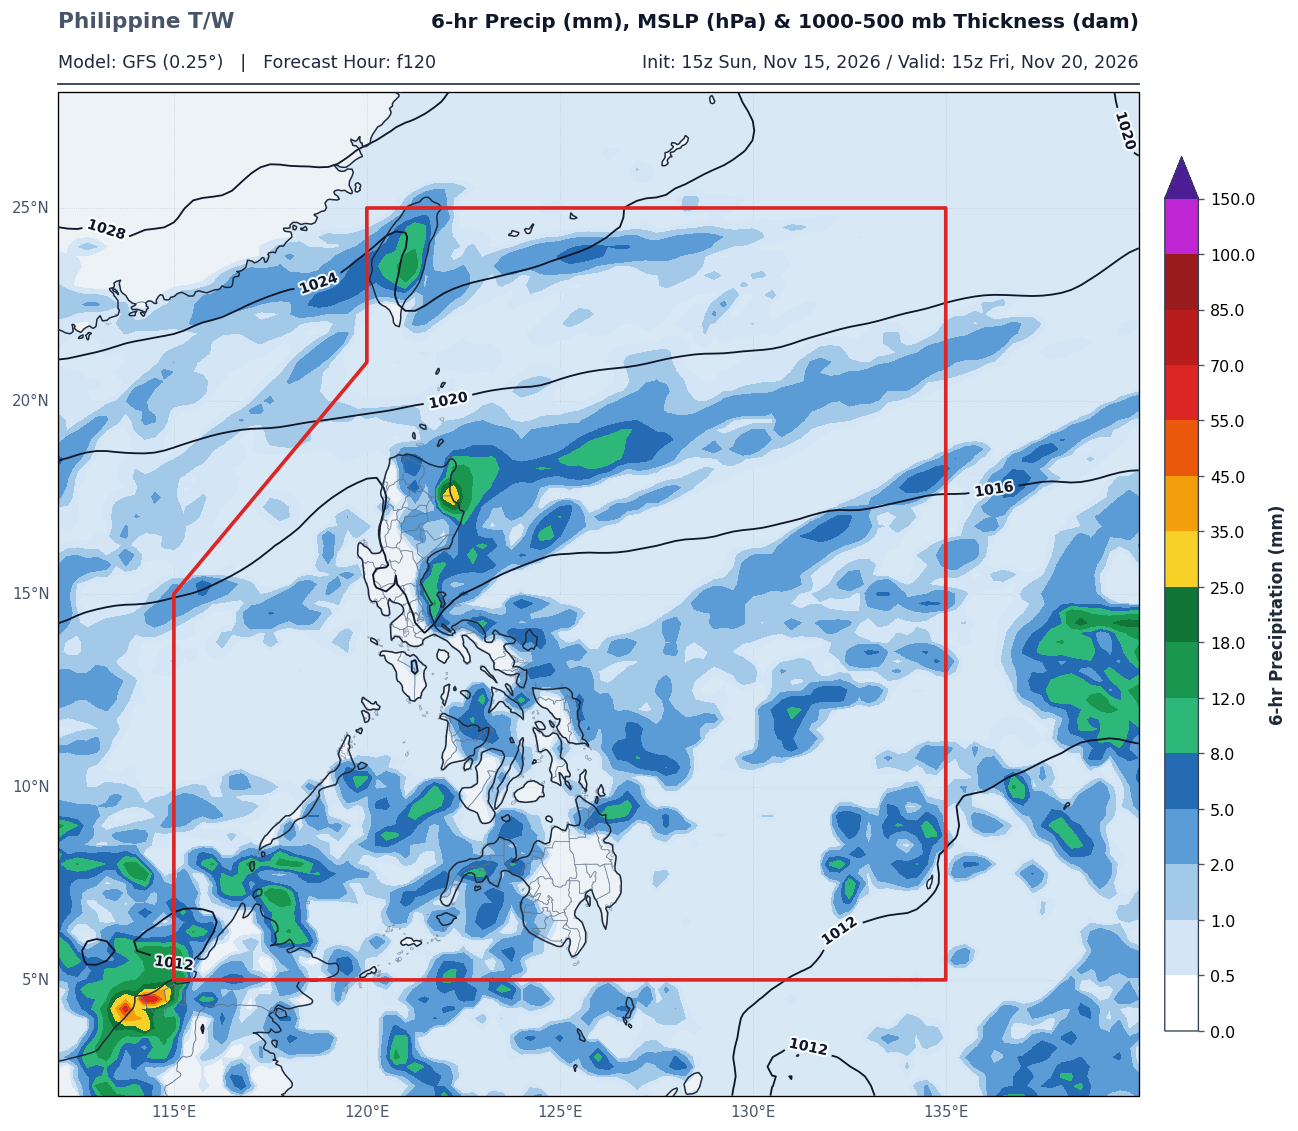 Philippine T/W
6-hr Precip (mm), MSLP (hPa) & 1000-500 mb Thickness (dam)
Model: GFS (0.25°) | Forecast Hour: f120
Init: 15z Sun, Nov 15, 2026 / Valid: 15z Fri, Nov 20, 2026
1020
1028
1024
1020
1016
1012
1012
1012
25°N
20°N
15°N
10°N
5°N
115°E
120°E
125°E
130°E
135°E
150.0
100.0
85.0
70.0
55.0
45.0
35.0
25.0
18.0
12.0
8.0
5.0
2.0
1.0
0.5
0.0
6-hr Precipitation (mm)